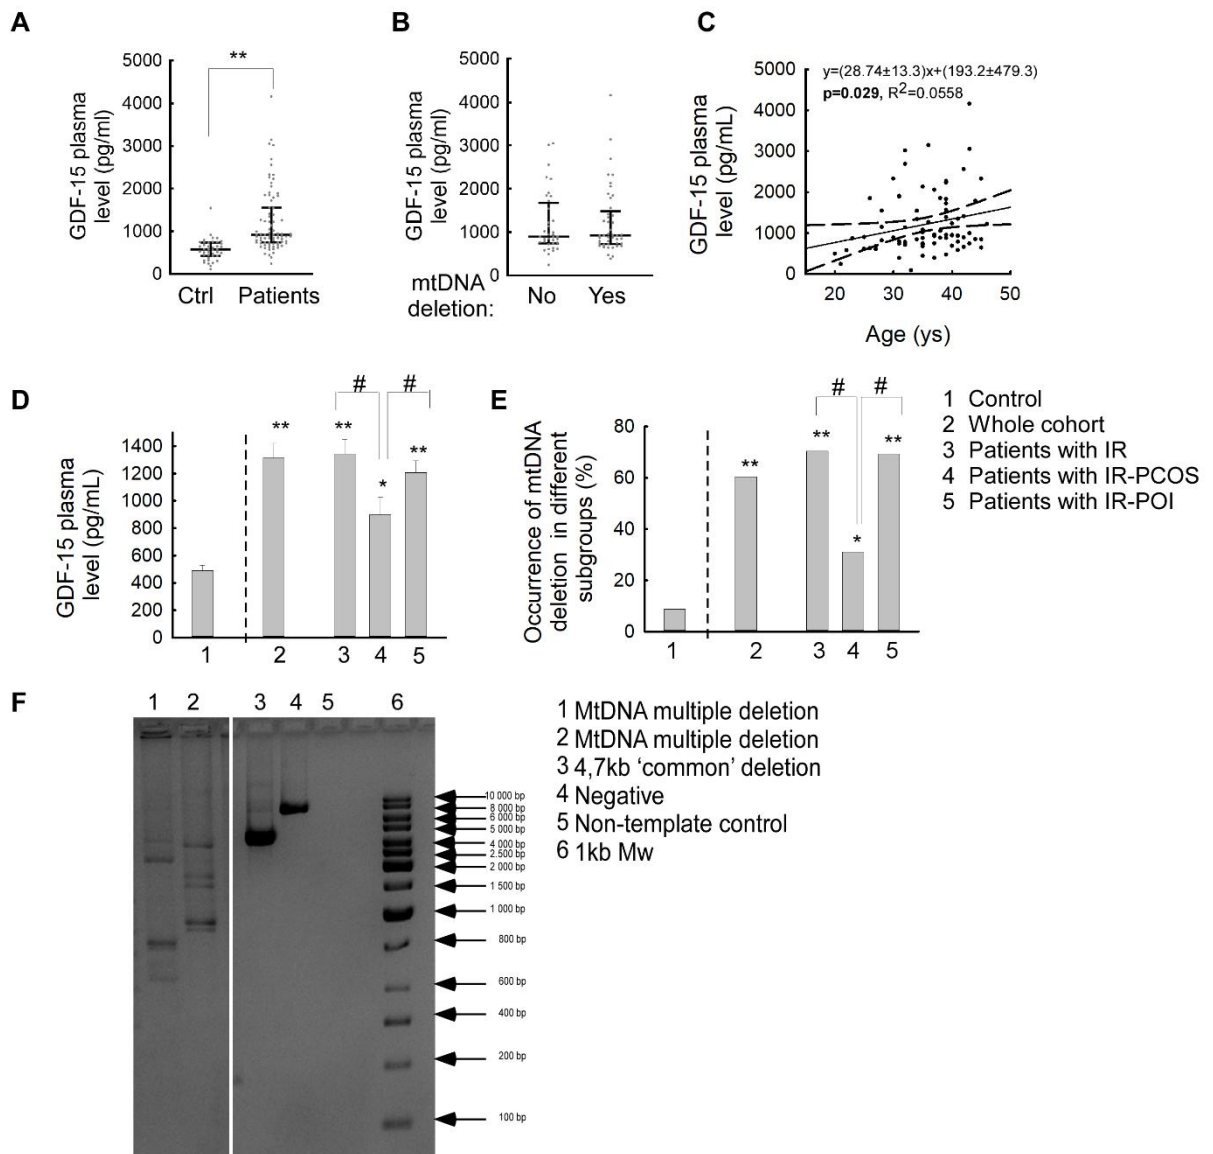 A
GDF-15 plasma
level (pg/ml)
5000
4000
3000
2000
1000
0
**
Ctrl
Patients
B
GDF-15 plasma
level (pg/ml)
5000
4000
3000
2000
1000
0
mtDNA
deletion:
No
Yes
C
GDF-15 plasma
level (pg/mL)
5000
4000
3000
2000
1000
0
y=(28.74±13.3)x+(193.2±479.3)
p=0.029, R2=0.0558
20 30 40 50
Age (ys)
D
GDF-15 plasma
level (pg/mL)
1400
1200
1000
800
600
400
200
0
# #
** ** * **
1 2 3 4 5
E
Occurrence of mtDNA
deletion in different
subgroups (%)
80
60
40
20
0
# #
** ** * **
1 2 3 4 5
1 Control
2 Whole cohort
3 Patients with IR
4 Patients with IR-PCOS
5 Patients with IR-POI
F
1 2 3 4 5 6
10 000 bp
8 000 bp
6 000 bp
5 000 bp
4 000 bp
2 500 bp
2 000 bp
1 500 bp
1 000 bp
800 bp
600 bp
400 bp
200 bp
100 bp
1 MtDNA multiple deletion
2 MtDNA multiple deletion
3 4,7kb ‘common’ deletion
4 Negative
5 Non-template control
6 1kb Mw